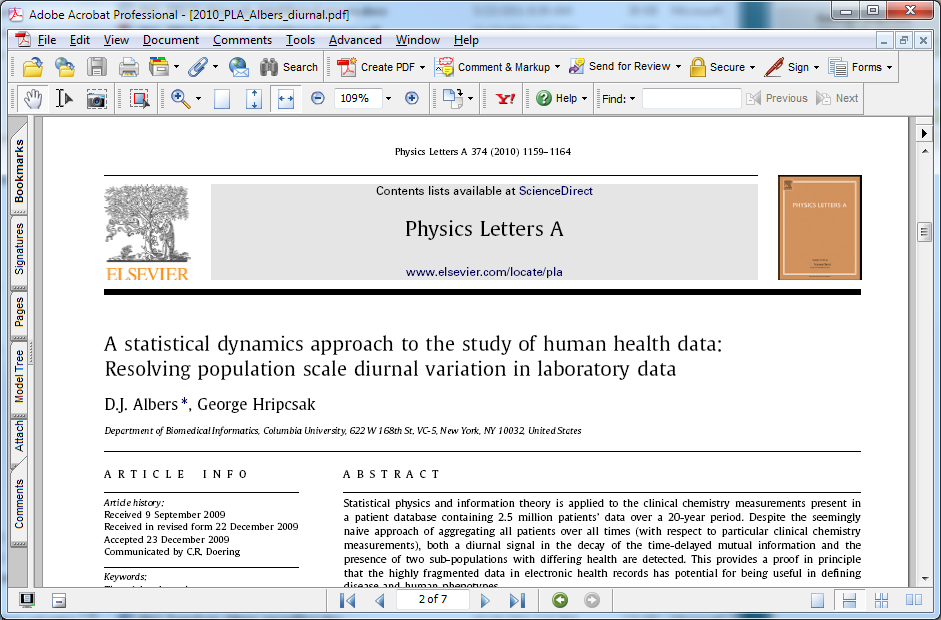 Adobe Acrobat Professional - [2010_PLA_Albers_diurnal.pdf]
File Edit View Document Comments Tools Advanced Window Help
Search Create PDF Comment & Markup Send for Review Secure Sign Forms
109% Y! Help Find: Previous Next
Bookmarks
Signatures
Pages
Model Tree
Attach
Comments
Physics Letters A 374 (2010) 1159–1164
Contents lists available at ScienceDirect
Physics Letters A
www.elsevier.com/locate/pla
ELSEVIER
PHYSICS LETTERS A
A statistical dynamics approach to the study of human health data:
Resolving population scale diurnal variation in laboratory data
D.J. Albers *, George Hripcsak
Department of Biomedical Informatics, Columbia University, 622 W 168th St, VC-5, New York, NY 10032, United States
ARTICLE INFO
Article history:
Received 9 September 2009
Received in revised form 22 December 2009
Accepted 23 December 2009
Communicated by C.R. Doering
Keywords:
ABSTRACT
Statistical physics and information theory is applied to the clinical chemistry measurements present in
a patient database containing 2.5 million patients' data over a 20-year period. Despite the seemingly
naive approach of aggregating all patients over all times (with respect to particular clinical chemistry
measurements), both a diurnal signal in the decay of the time-delayed mutual information and the
presence of two sub-populations with differing health are detected. This provides a proof in principle
that the highly fragmented data in electronic health records has potential for being useful in defining
disease and human phenotypes.
2 of 7